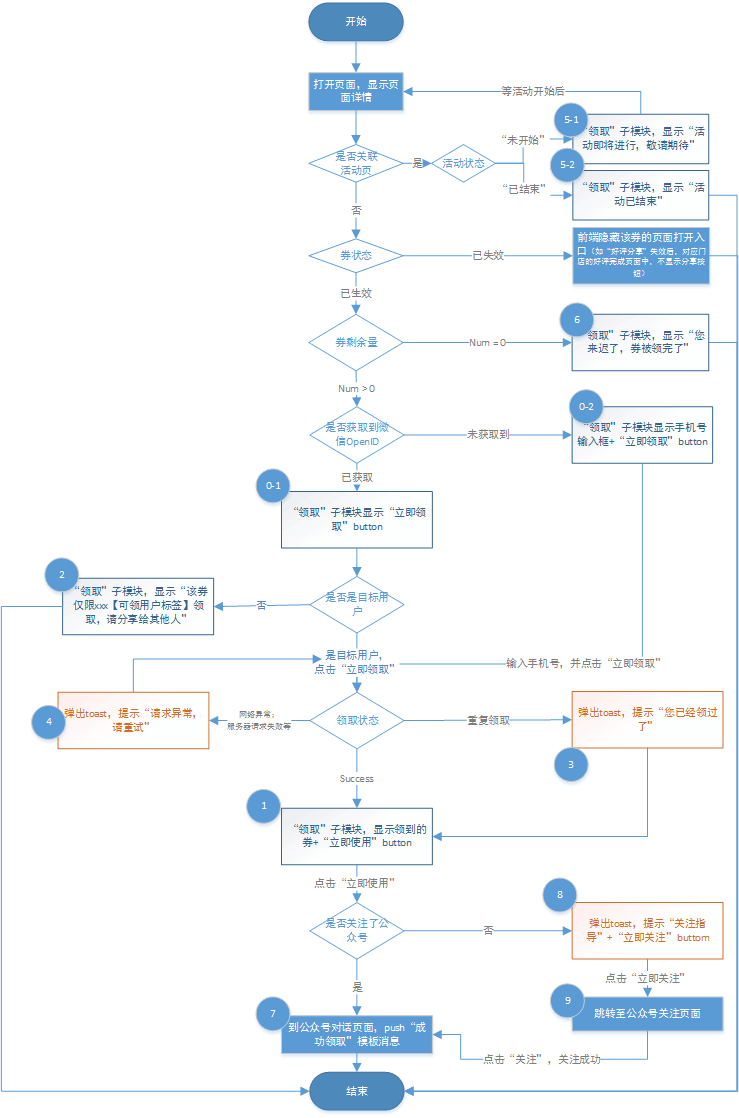 开始
打开页面，显示页
面详情
等活动开始后
5-1
“领取”子模块，显示“活
动即将进行，敬请期待”
“未开始”
是否关联
活动页
是
活动状态
5-2
“已结束”
“领取”子模块，显示“活
动已结束”
否
前端隐藏该券的页面打开入
口（如“好评分享”失效后，对应门
店的好评完成页面中，不显示分享按
钮）
券状态
已失效
已生效
6
“领取”子模块，显示“您
来迟了，券被领完了”
券剩余量
Num = 0
Num > 0
0-2
“领取”子模块显示手机号
输入框+“立即领取”button
是否获取到微
信OpenID
未获取到
已获取
0-1
“领取”子模块显示“立即领
取”button
2
“领取”子模块，显示“该券
仅限xxx【可领用户标签】领
取，请分享给其他人”
否
是否是目标用
户
是目标用户，
点击“立即领取”
输入手机号，并点击“立即领取”
4
弹出toast，提示“请求异常，
请重试”
网络异常；
服务器请求失败等
领取状态
重复领取
弹出toast，提示“您已经领过
了”
3
Success
1
“领取”子模块，显示领到的
券+“立即使用”button
点击“立即使用”
8
是否关注了公
众号
否
弹出toast，提示“关注指
导”+“立即关注”buttom
点击“立即关注”
是
7
到公众号对话页面，push“成
功领取”模板消息
9
跳转至公众号关注页面
点击“关注”，关注成功
结束